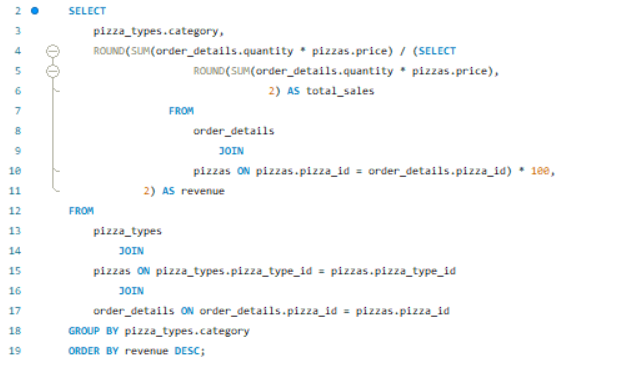 2 SELECT
3 pizza_types.category,
4 ROUND(SUM(order_details.quantity * pizzas.price) / (SELECT
5 ROUND(SUM(order_details.quantity * pizzas.price),
6 2) AS total_sales
7 FROM
8 order_details
9 JOIN
10 pizzas ON pizzas.pizza_id = order_details.pizza_id) * 100,
11 2) AS revenue
12 FROM
13 pizza_types
14 JOIN
15 pizzas ON pizza_types.pizza_type_id = pizzas.pizza_type_id
16 JOIN
17 order_details ON order_details.pizza_id = pizzas.pizza_id
18 GROUP BY pizza_types.category
19 ORDER BY revenue DESC;